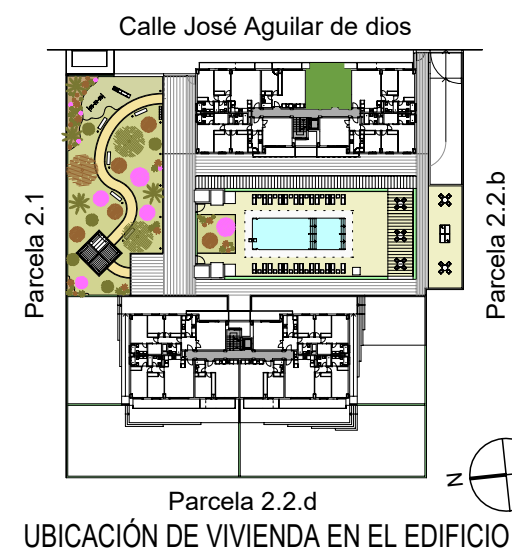 Calle José Aguilar de dios
Parcela 2.1
Parcela 2.2.b
N
Parcela 2.2.d
UBICACIÓN DE VIVIENDA EN EL EDIFICIO